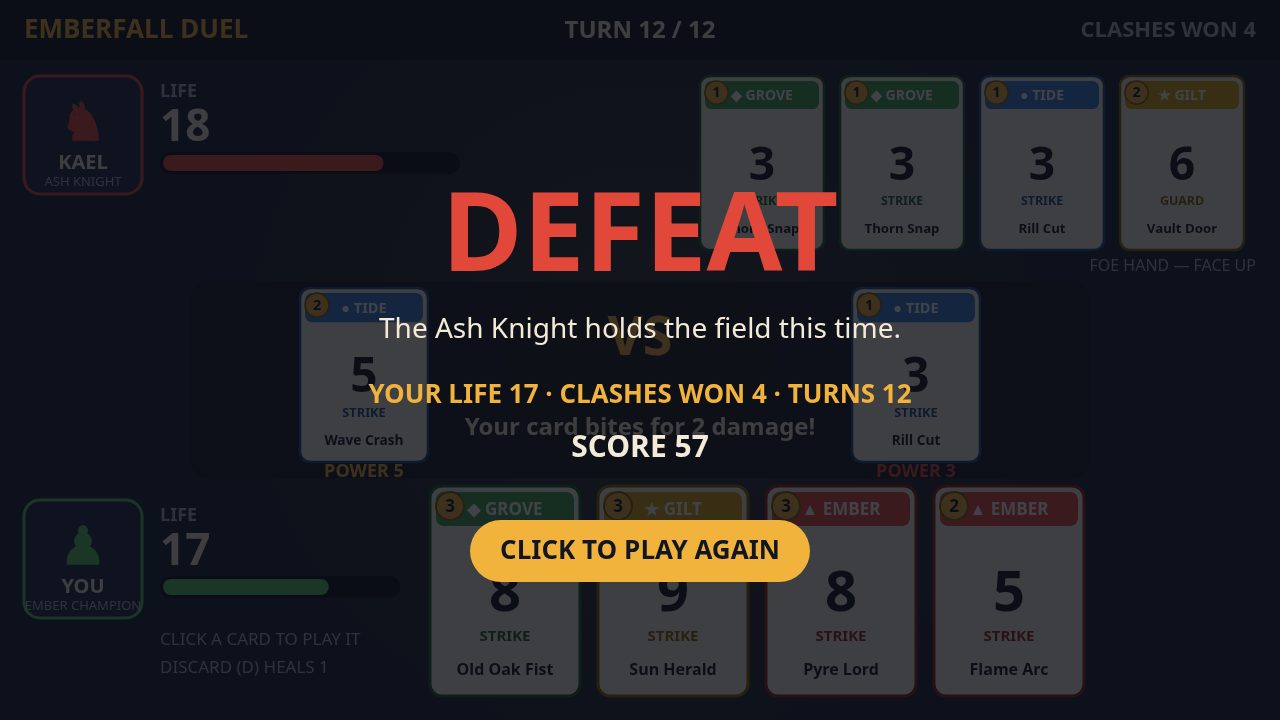 EMBERFALL DUEL
TURN 12 / 12
CLASHES WON 4
KAEL
ASH KNIGHT
LIFE
18
1 ◆ GROVE
3
STRIKE
Thorn Snap
1 ◆ GROVE
3
STRIKE
Thorn Snap
1 ● TIDE
3
STRIKE
Rill Cut
2 ★ GILT
6
GUARD
Vault Door
FOE HAND — FACE UP
DEFEAT
The Ash Knight holds the field this time.
YOUR LIFE 17 · CLASHES WON 4 · TURNS 12
SCORE 57
CLICK TO PLAY AGAIN
2 ● TIDE
5
STRIKE
Wave Crash
POWER 5
VS
Your card bites for 2 damage!
1 ● TIDE
3
STRIKE
Rill Cut
POWER 3
YOU
EMBER CHAMPION
LIFE
17
CLICK A CARD TO PLAY IT
DISCARD (D) HEALS 1
3 ◆ GROVE
8
STRIKE
Old Oak Fist
3 ★ GILT
9
STRIKE
Sun Herald
3 ▲ EMBER
8
STRIKE
Pyre Lord
2 ▲ EMBER
5
STRIKE
Flame Arc